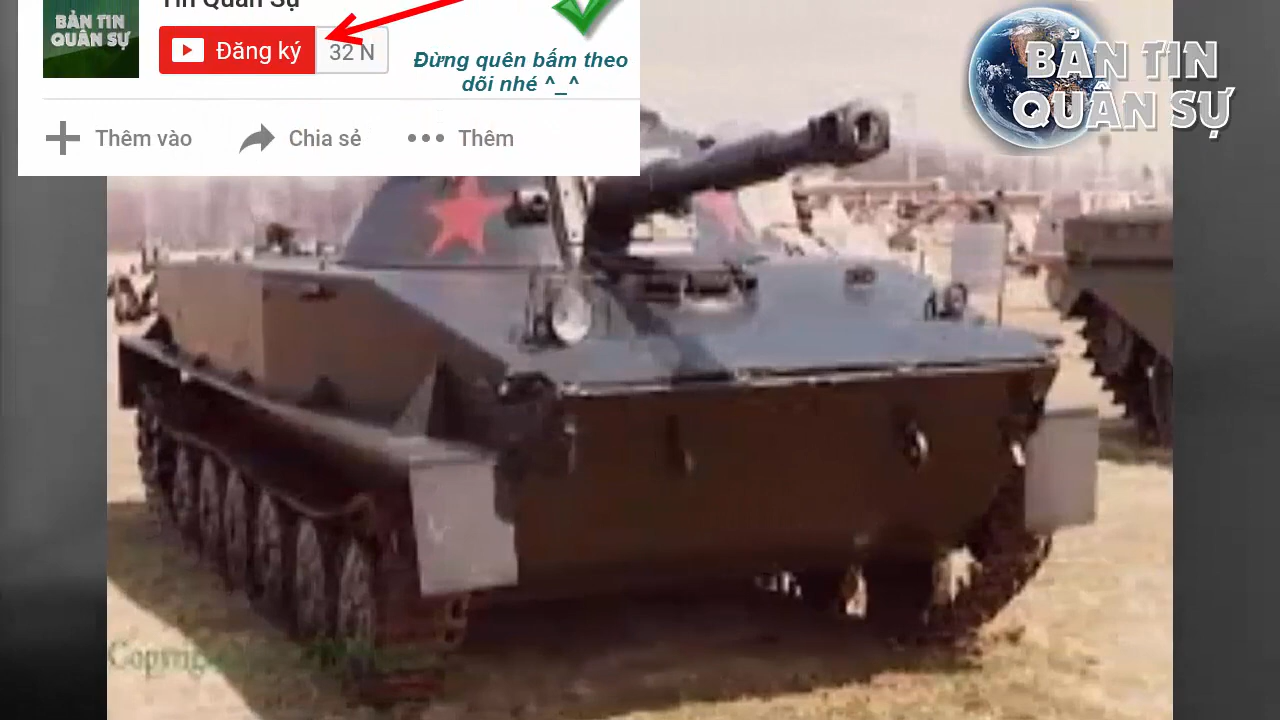 Tin Quân Sự
BẢN TIN
QUÂN SỰ
Đăng ký
32 N
Đừng quên bấm theo
dõi nhé ^_^
Thêm vào
Chia sẻ
Thêm
BẢN TIN
QUÂN SỰ